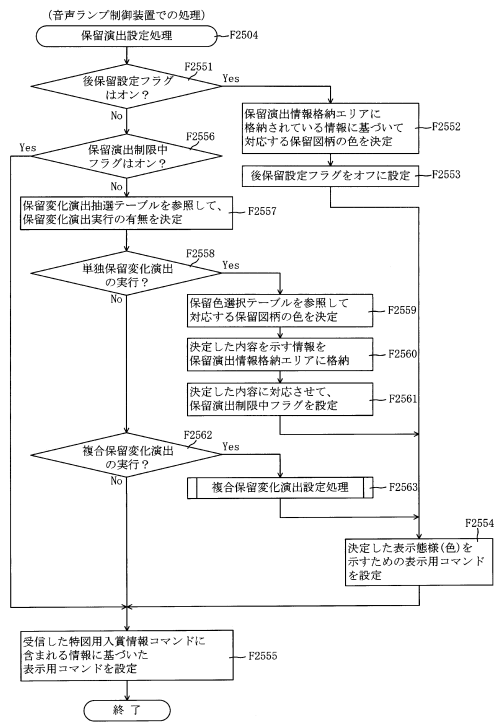 (音声ランプ制御装置での処理)
保留演出設定処理
F2504
後保留設定フラグ
はオン?
F2551
Yes
No
保留演出情報格納エリアに
格納されている情報に基づいて
対応する保留図柄の色を決定
F2552
後保留設定フラグをオフに設定
F2553
保留演出制限中
フラグはオン?
F2556
Yes
No
保留変化演出抽選テーブルを参照して、
保留変化演出実行の有無を決定
F2557
単独保留変化演出
の実行?
F2558
Yes
No
保留色選択テーブルを参照して
対応する保留図柄の色を決定
F2559
決定した内容を示す情報を
保留演出情報格納エリアに格納
F2560
決定した内容に対応させて、
保留演出制限中フラグを設定
F2561
複合保留変化演出
の実行?
F2562
Yes
No
複合保留変化演出設定処理
F2563
F2554
決定した表示態様(色)を
示すための表示用コマンド
を設定
受信した特図用入賞情報コマンドに
含まれる情報に基づいた
表示用コマンドを設定
F2555
終了